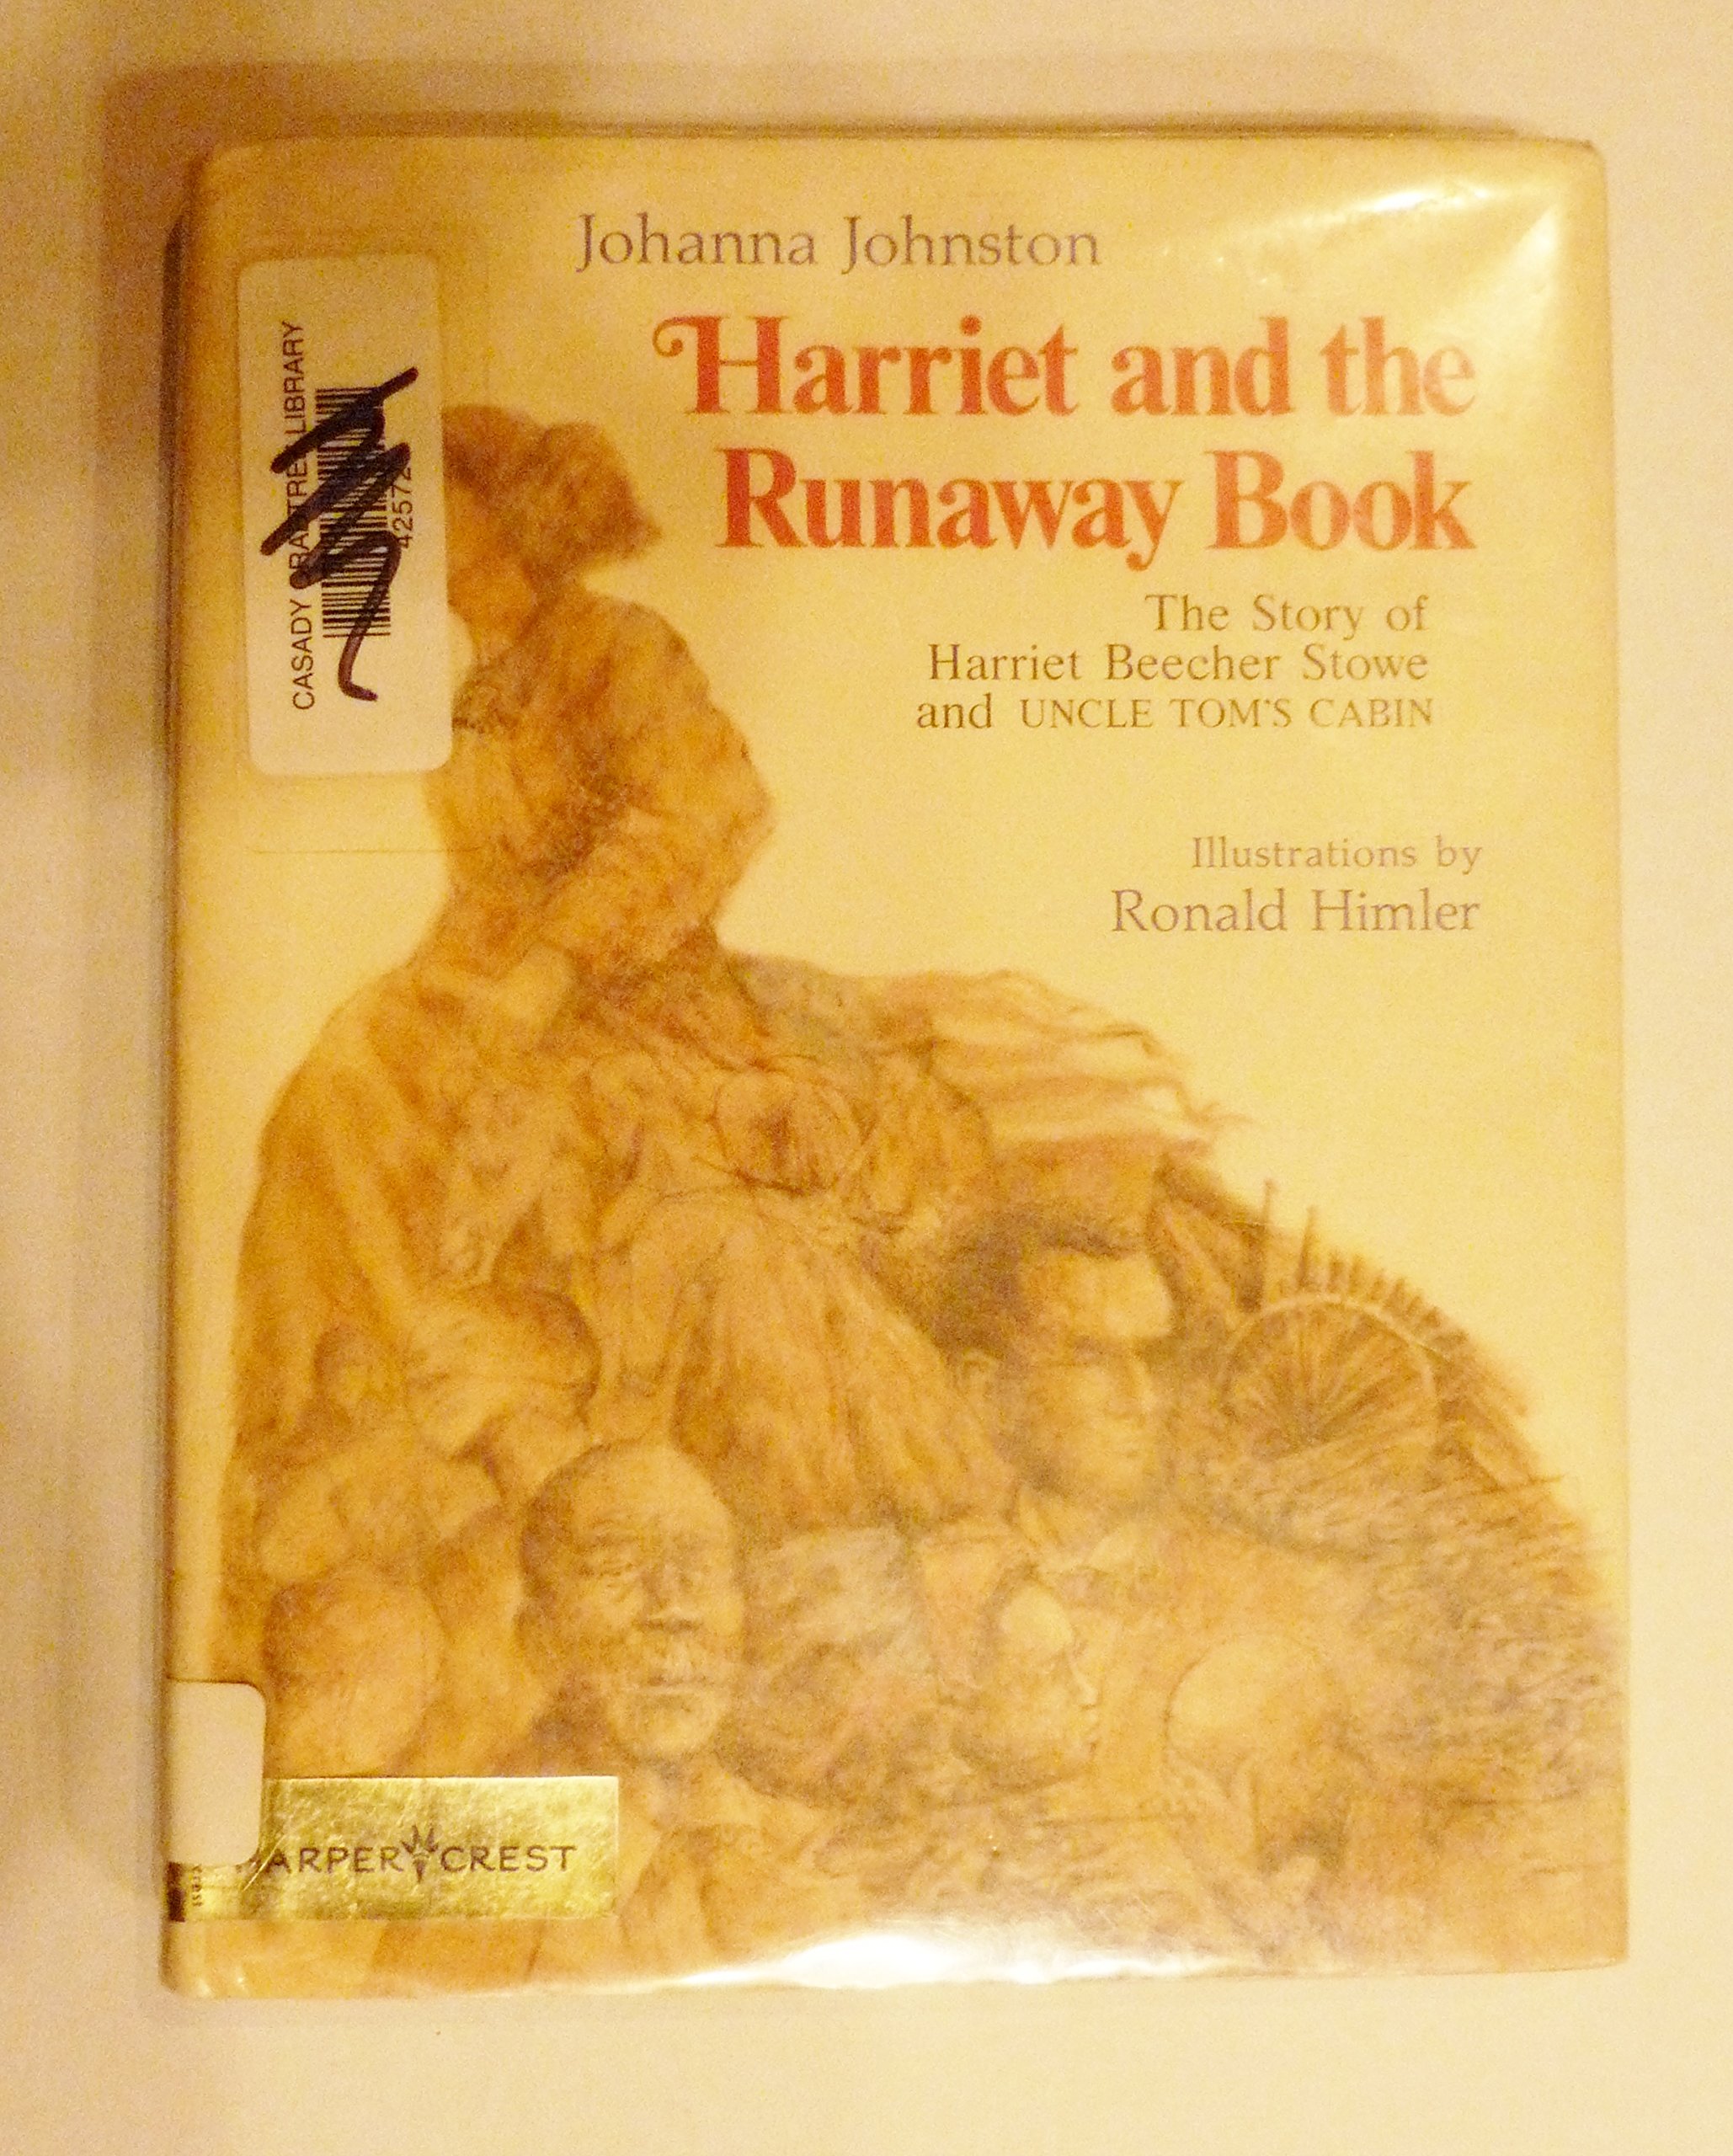 Johanna Johnston
Harriet and the
Runaway Book
The Story of
Harriet Beecher Stowe
and UNCLE TOM'S CABIN
Illustrations by
Ronald Himler
CASADY LIBRARY
ARPER CREST